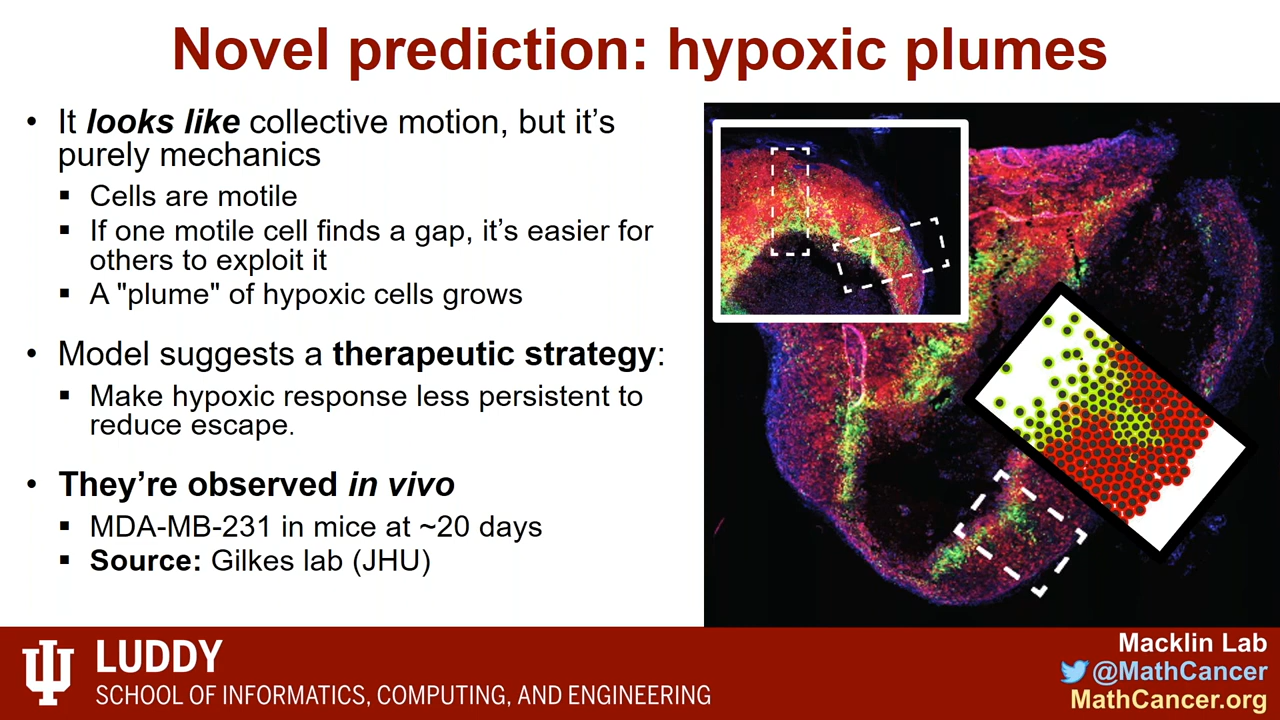 Novel prediction: hypoxic plumes
• It looks like collective motion, but it’s
purely mechanics
▪ Cells are motile
▪ If one motile cell finds a gap, it’s easier for
others to exploit it
▪ A "plume" of hypoxic cells grows
• Model suggests a therapeutic strategy:
▪ Make hypoxic response less persistent to
reduce escape.
• They’re observed in vivo
▪ MDA-MB-231 in mice at ~20 days
▪ Source: Gilkes lab (JHU)
LUDDY
SCHOOL OF INFORMATICS, COMPUTING, AND ENGINEERING
Macklin Lab
@MathCancer
MathCancer.org